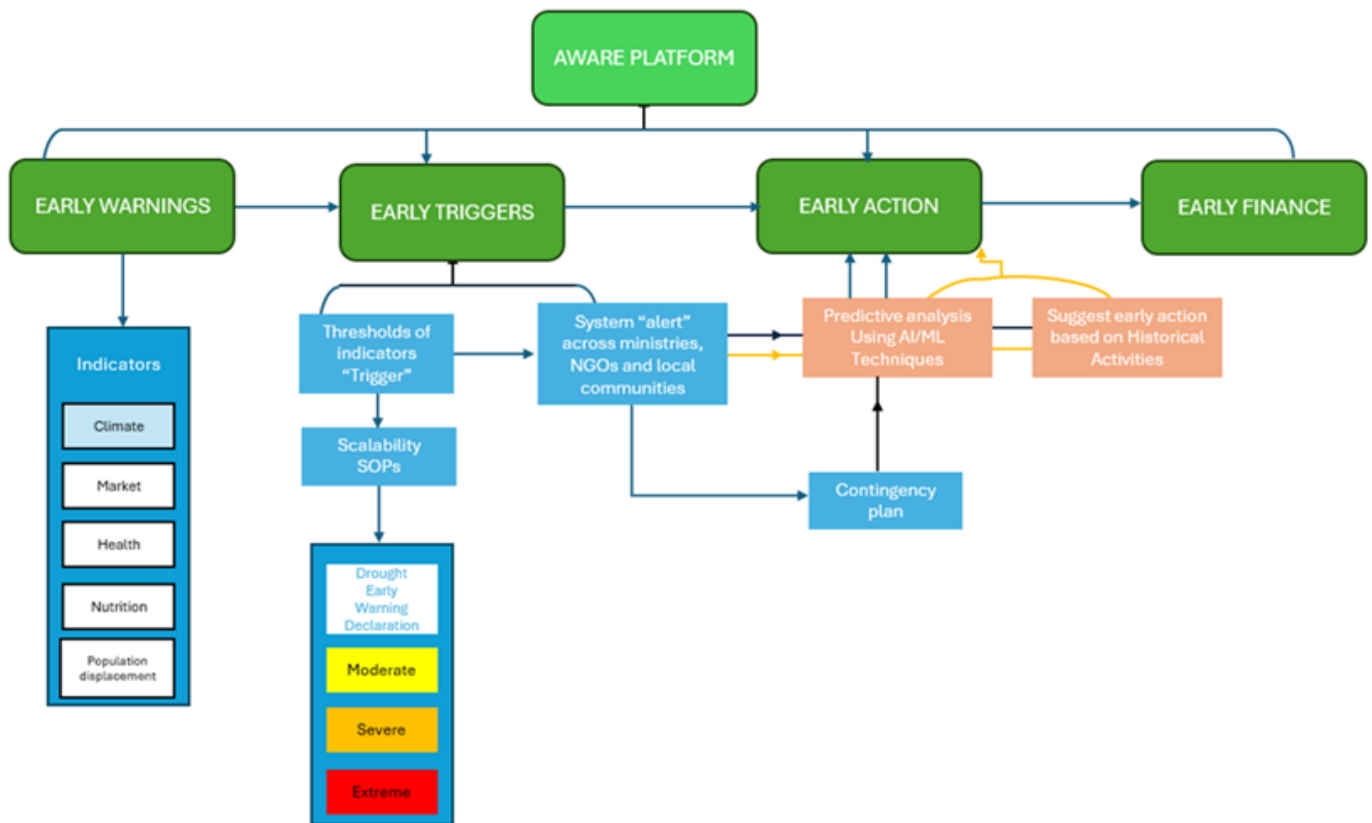 AWARE PLATFORM
EARLY WARNINGS
EARLY TRIGGERS
EARLY ACTION
EARLY FINANCE
Indicators
Climate
Market
Health
Nutrition
Population
displacement
Thresholds of
indicators
“Trigger”
System “alert”
across ministries,
NGOs and local
communities
Predictive analysis
Using AI/ML
Techniques
Suggest early action
based on Historical
Activities
Scalability
SOPs
Contingency
plan
Drought
Early
Warning
Declaration
Moderate
Severe
Extreme